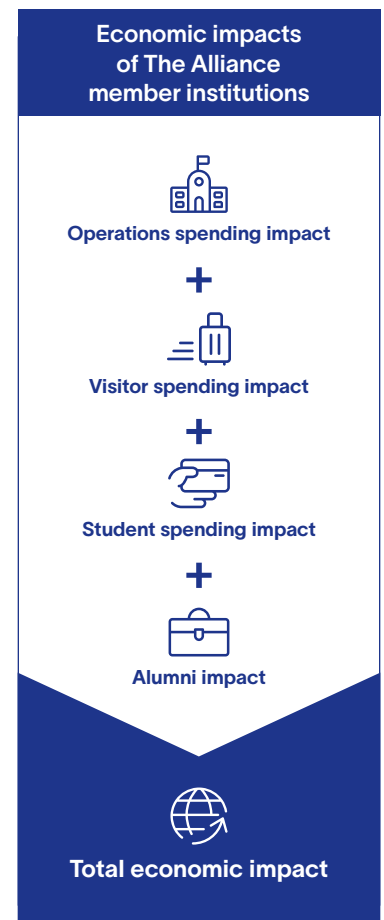 Economic impacts
of The Alliance
member institutions
Operations spending impact
+
Visitor spending impact
+
Student spending impact
+
Alumni impact
Total economic impact